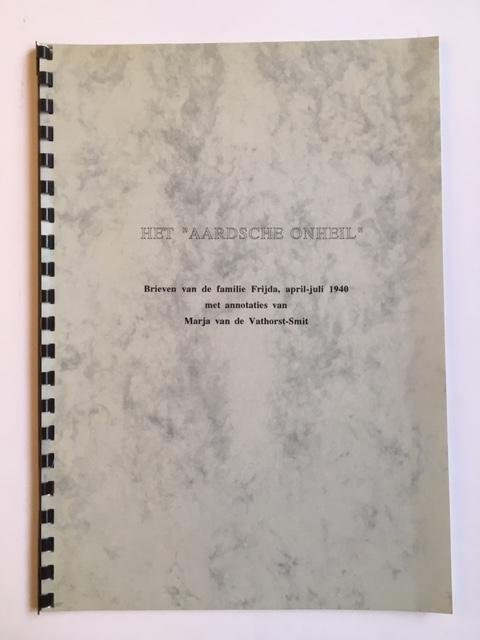 HET "AARDSCHE ONHEIL"
Brieven van de familie Frijda, april-juli 1940
met annotaties van
Marja van de Vathorst-Smit